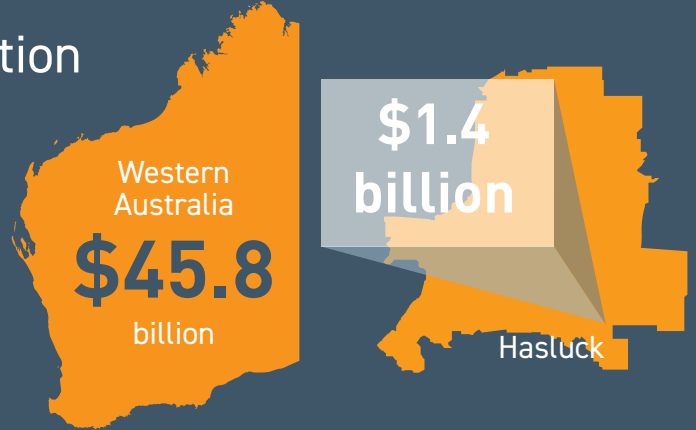 tion
Western
Australia
$45.8
billion
$1.4
billion
Hasluck